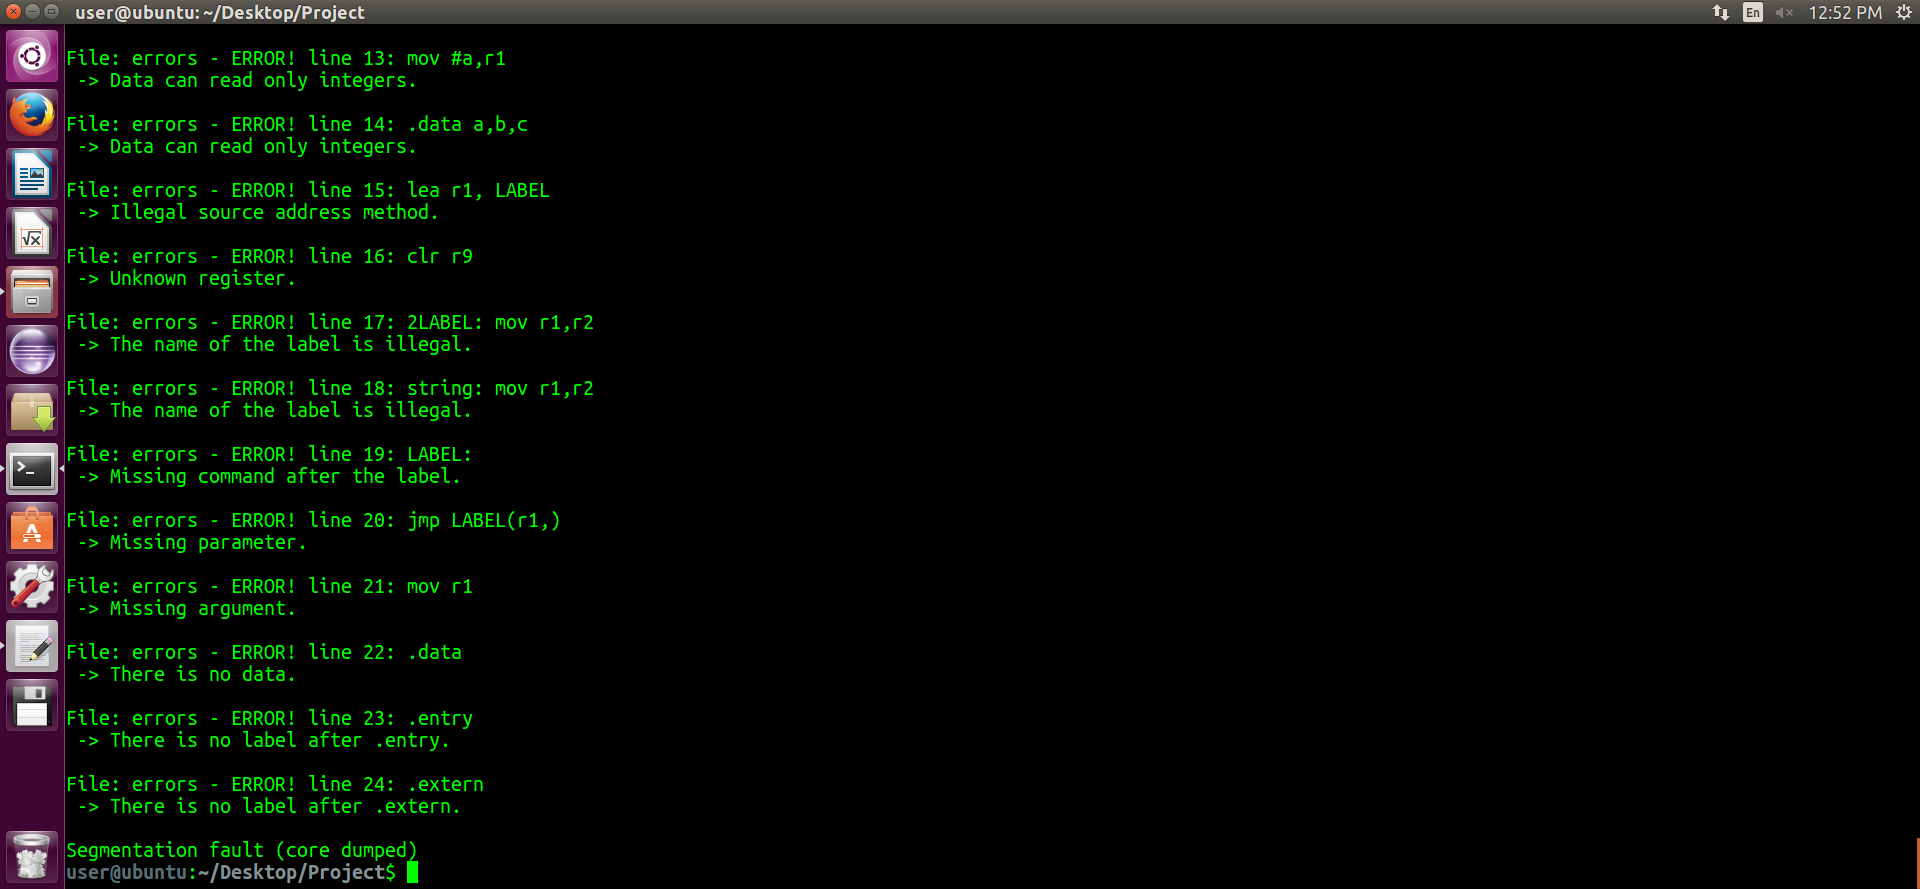 user@ubuntu: ~/Desktop/Project
En
12:52 PM
File: errors - ERROR! line 13: mov #a,r1
-> Data can read only integers.
File: errors - ERROR! line 14: .data a,b,c
-> Data can read only integers.
File: errors - ERROR! line 15: lea r1, LABEL
-> Illegal source address method.
File: errors - ERROR! line 16: clr r9
-> Unknown register.
File: errors - ERROR! line 17: 2LABEL: mov r1,r2
-> The name of the label is illegal.
File: errors - ERROR! line 18: string: mov r1,r2
-> The name of the label is illegal.
File: errors - ERROR! line 19: LABEL:
-> Missing command after the label.
File: errors - ERROR! line 20: jmp LABEL(r1,)
-> Missing parameter.
File: errors - ERROR! line 21: mov r1
-> Missing argument.
File: errors - ERROR! line 22: .data
-> There is no data.
File: errors - ERROR! line 23: .entry
-> There is no label after .entry.
File: errors - ERROR! line 24: .extern
-> There is no label after .extern.
Segmentation fault (core dumped)
user@ubuntu:~/Desktop/Project$